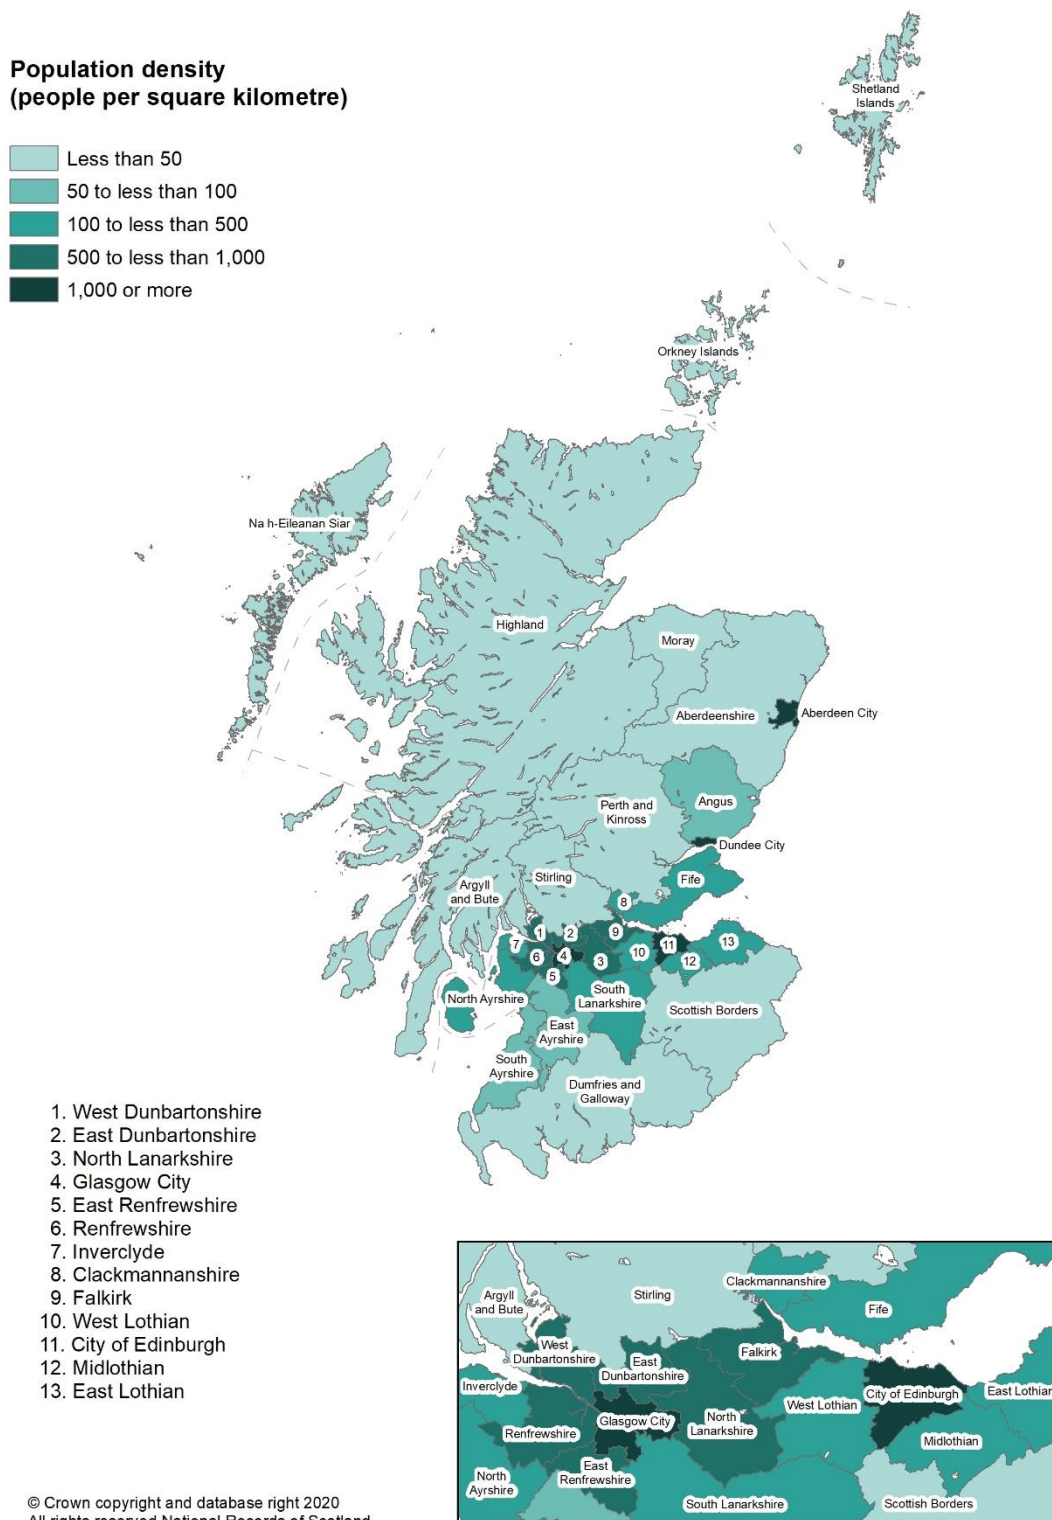 Population density
(people per square kilometre)
Less than 50
50 to less than 100
100 to less than 500
500 to less than 1,000
1,000 or more
Shetland
Islands
Orkney Islands
Na h-Eileanan Siar
Highland
Moray
Aberdeenshire
Aberdeen City
Perth and
Kinross
Angus
Dundee City
Stirling
Argyll
and Bute
Fife
8
1
2
9
7
11
13
6
4
3
10
12
5
North Ayrshire
South
Lanarkshire
Scottish Borders
East
Ayrshire
South
Ayrshire
Dumfries and
Galloway
1. West Dunbartonshire
2. East Dunbartonshire
3. North Lanarkshire
4. Glasgow City
5. East Renfrewshire
6. Renfrewshire
7. Inverclyde
8. Clackmannanshire
9. Falkirk
10. West Lothian
11. City of Edinburgh
12. Midlothian
13. East Lothian
Clackmannanshire
Argyll
and Bute
Stirling
Fife
West
Dunbartonshire
East
Dunbartonshire
Falkirk
Inverclyde
City of Edinburgh
East Lothian
West Lothian
Glasgow City
North
Lanarkshire
Renfrewshire
Midlothian
East
Renfrewshire
North
Ayrshire
South Lanarkshire
Scottish Borders
© Crown copyright and database right 2020
All rights reserved National Records of Scotland